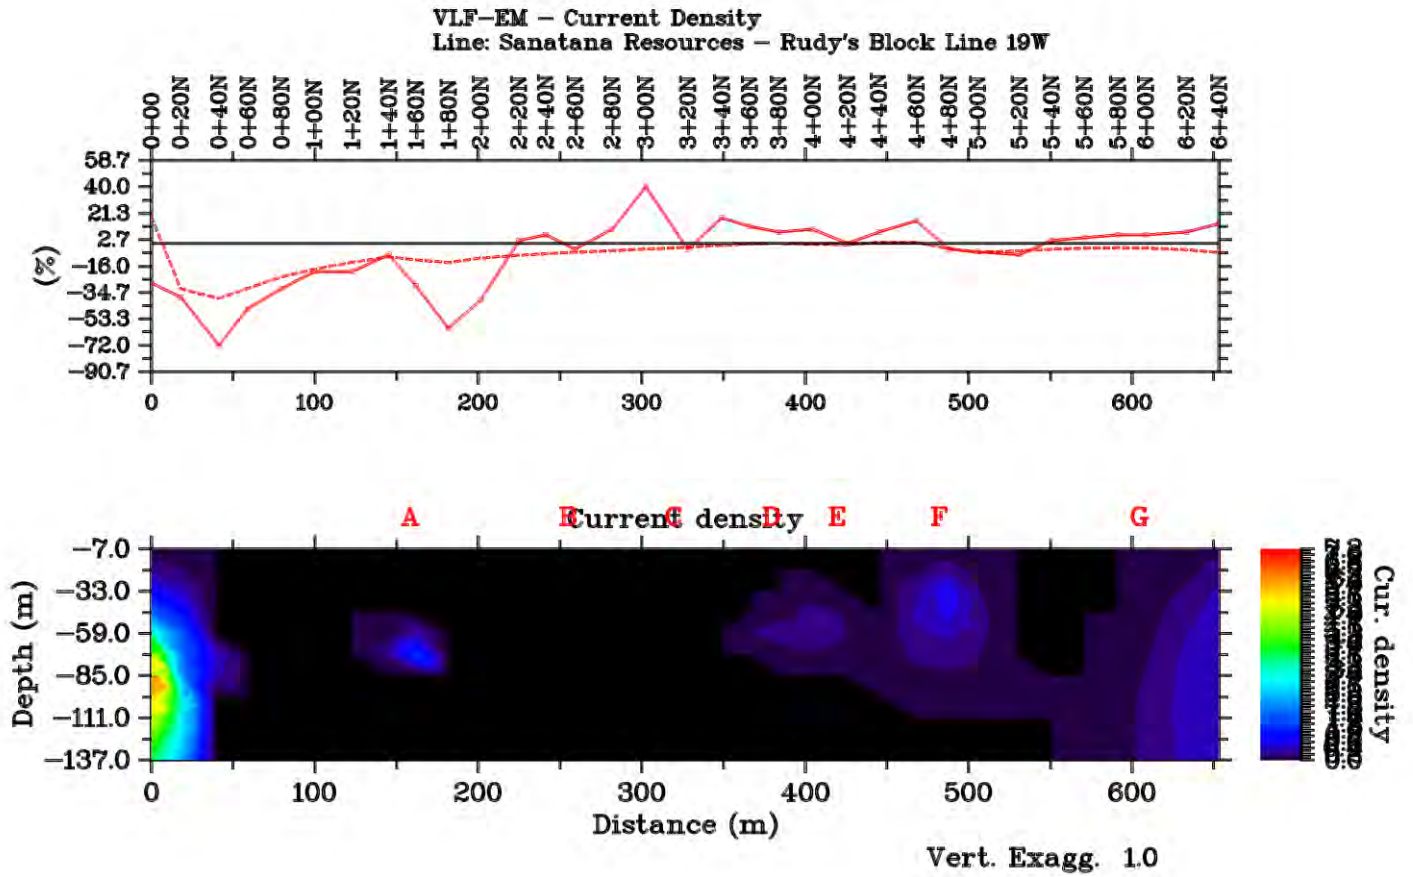 VLF-EM - Current Density
Line: Sanatana Resources - Rudy's Block Line 19W
0+00 0+20N 0+40N 0+60N 0+80N 1+00N 1+20N 1+40N 1+60N 1+80N 2+00N 2+20N 2+40N 2+60N 2+80N 3+00N 3+20N 3+40N 3+60N 3+80N 4+00N 4+20N 4+40N 4+60N 4+80N 5+00N 5+20N 5+40N 5+60N 5+80N 6+00N 6+20N 6+40N
58.7
40.0
21.3
2.7
-16.0
-34.7
-53.3
-72.0
-90.7
(%)
0 100 200 300 400 500 600
A B C D E F G
Current density
-7.0
-33.0
-59.0
-85.0
-111.0
-137.0
Depth (m)
Cur. density
0 100 200 300 400 500 600
Distance (m)
Vert. Exagg. 1.0